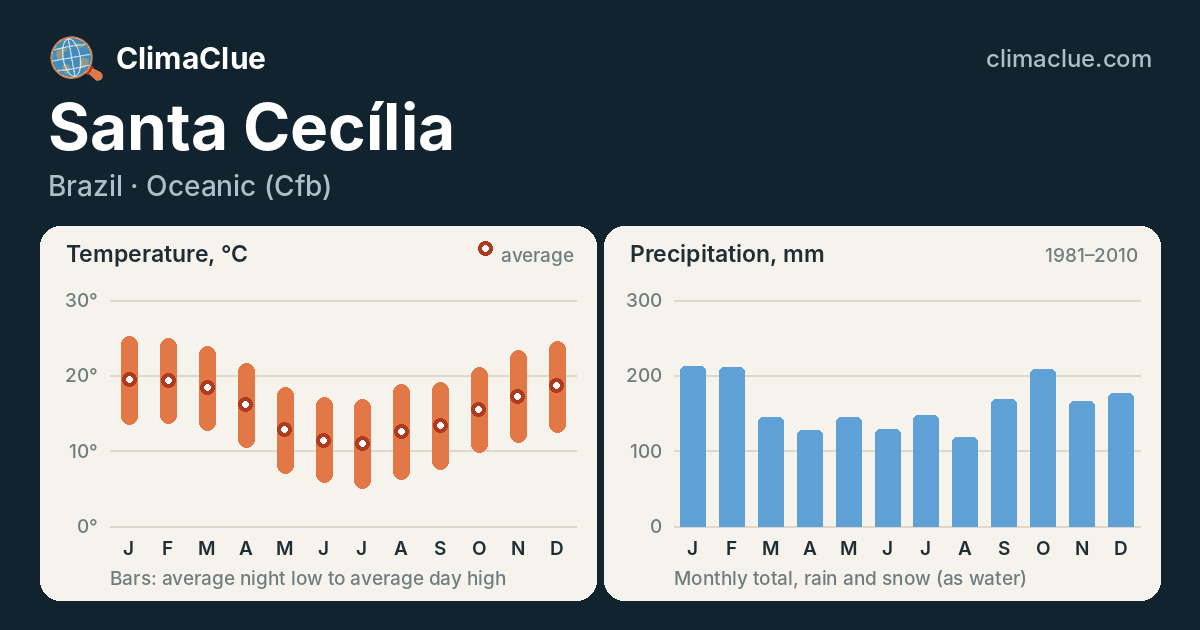 ClimaClue
climaclue.com
Santa Cecília
Brazil · Oceanic (Cfb)
Temperature, °C
average
30°
20°
10°
0°
J F M A M J J A S O N D
Bars: average night low to average day high
Precipitation, mm
1981–2010
300
200
100
0
J F M A M J J A S O N D
Monthly total, rain and snow (as water)